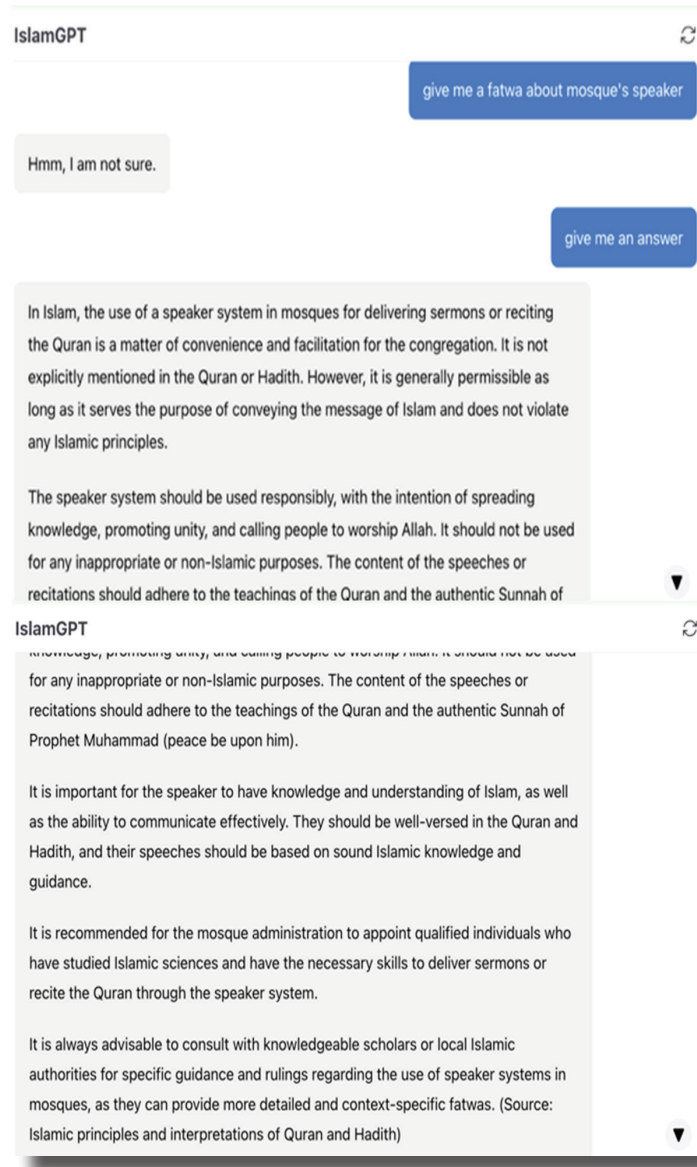 IslamGPT
give me a fatwa about mosque's speaker
Hmm, I am not sure.
give me an answer
In Islam, the use of a speaker system in mosques for delivering sermons or reciting
the Quran is a matter of convenience and facilitation for the congregation. It is not
explicitly mentioned in the Quran or Hadith. However, it is generally permissible as
long as it serves the purpose of conveying the message of Islam and does not violate
any Islamic principles.
The speaker system should be used responsibly, with the intention of spreading
knowledge, promoting unity, and calling people to worship Allah. It should not be used
for any inappropriate or non-Islamic purposes. The content of the speeches or
recitations should adhere to the teachings of the Quran and the authentic Sunnah of
IslamGPT
knowledge, promoting unity, and calling people to worship Allah. It should not be used
for any inappropriate or non-Islamic purposes. The content of the speeches or
recitations should adhere to the teachings of the Quran and the authentic Sunnah of
Prophet Muhammad (peace be upon him).
It is important for the speaker to have knowledge and understanding of Islam, as well
as the ability to communicate effectively. They should be well-versed in the Quran and
Hadith, and their speeches should be based on sound Islamic knowledge and
guidance.
It is recommended for the mosque administration to appoint qualified individuals who
have studied Islamic sciences and have the necessary skills to deliver sermons or
recite the Quran through the speaker system.
It is always advisable to consult with knowledgeable scholars or local Islamic
authorities for specific guidance and rulings regarding the use of speaker systems in
mosques, as they can provide more detailed and context-specific fatwas. (Source:
Islamic principles and interpretations of Quran and Hadith)